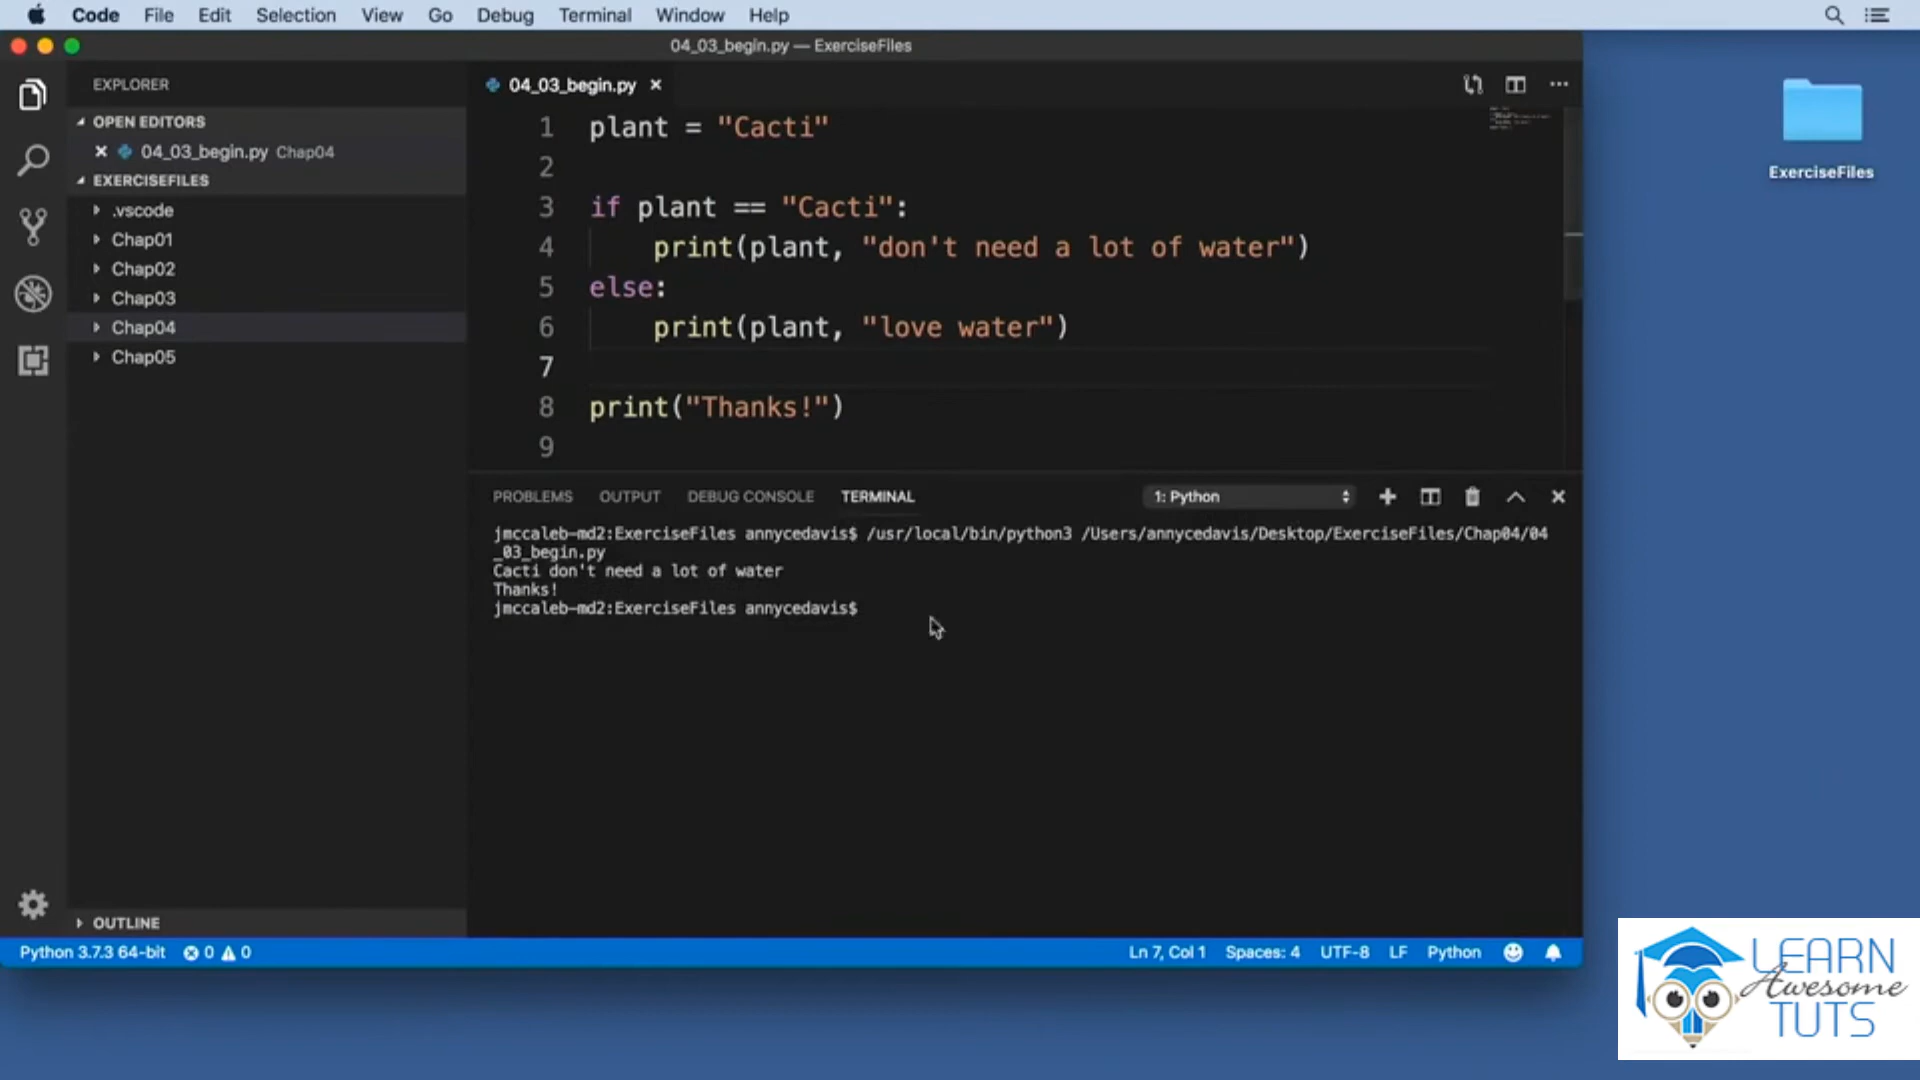 Code File Edit Selection View Go Debug Terminal Window Help
04_03_begin.py — ExerciseFiles
EXPLORER
OPEN EDITORS
04_03_begin.py Chap04
EXERCISEFILES
.vscode
Chap01
Chap02
Chap03
Chap04
Chap05
OUTLINE
04_03_begin.py
1 plant = "Cacti"
2
3 if plant == "Cacti":
4 print(plant, "don't need a lot of water")
5 else:
6 print(plant, "love water")
7
8 print("Thanks!")
9
PROBLEMS OUTPUT DEBUG CONSOLE TERMINAL 1: Python
jmccaleb-md2:ExerciseFiles annycedavis$ /usr/local/bin/python3 /Users/annycedavis/Desktop/ExerciseFiles/Chap04/04
_03_begin.py
Cacti don't need a lot of water
Thanks!
jmccaleb-md2:ExerciseFiles annycedavis$
Python 3.7.3 64-bit 0 0 Ln 7, Col 1 Spaces: 4 UTF-8 LF Python
ExerciseFiles
LEARN
Awesome
TUTS